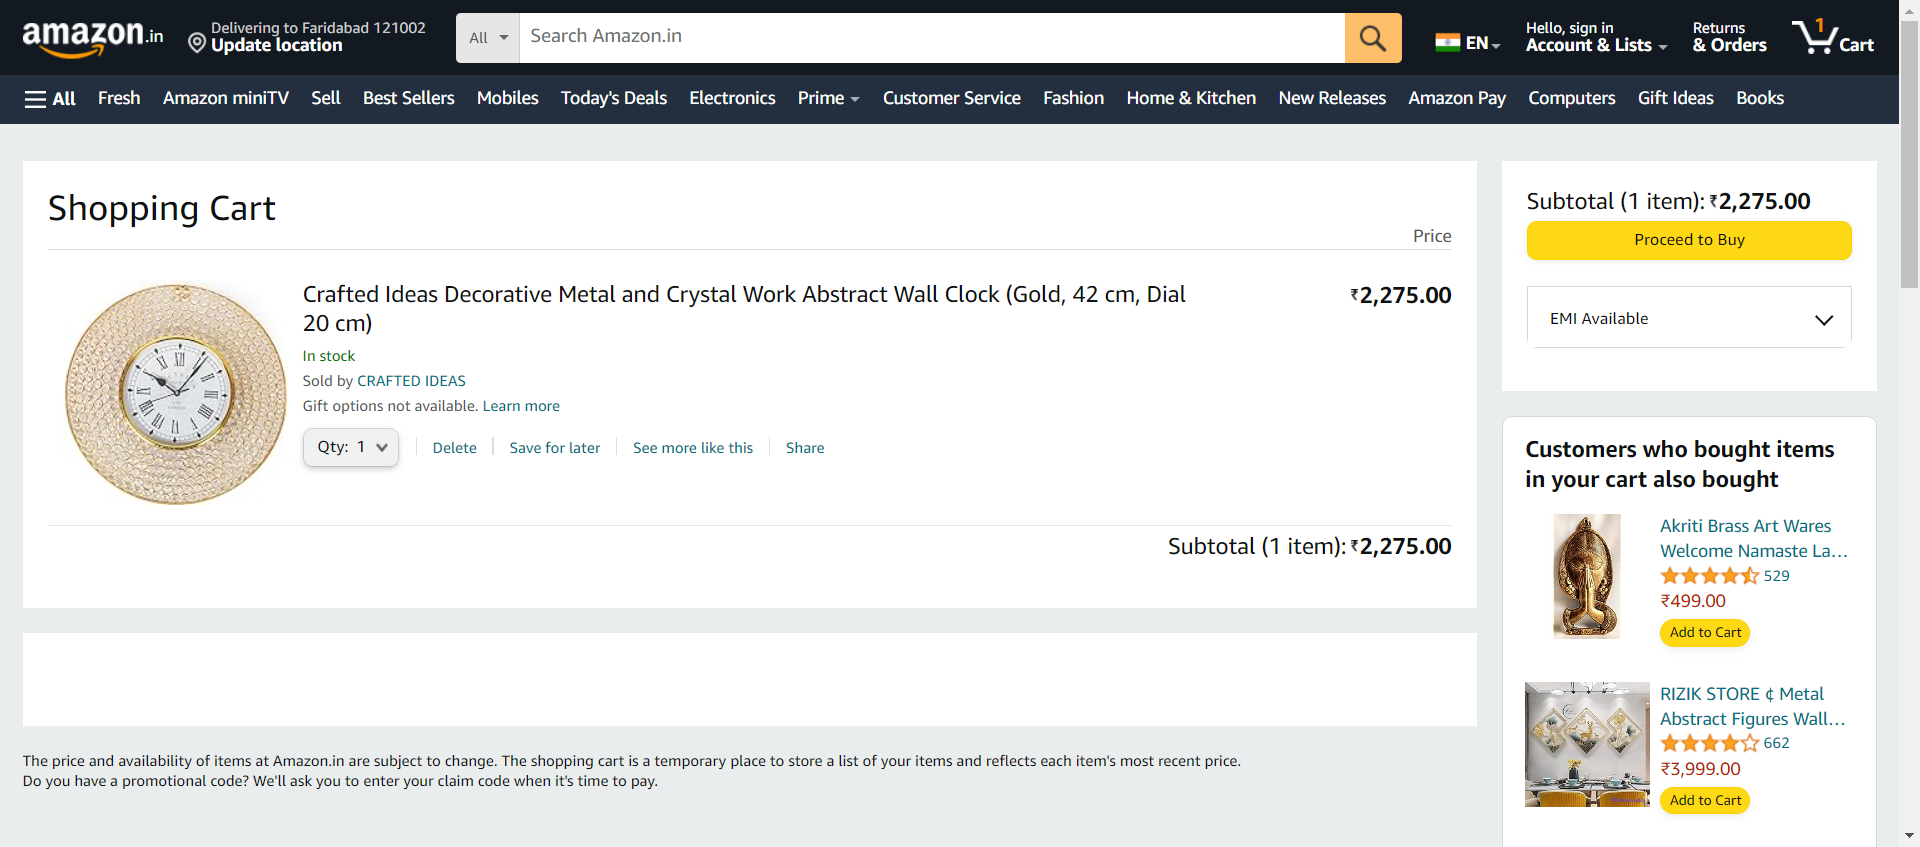 amazon.in
Delivering to Faridabad 121002
Update location
All
Search Amazon.in
EN
Hello, sign in
Account & Lists
Returns
& Orders
1
Cart
All
Fresh
Amazon miniTV
Sell
Best Sellers
Mobiles
Today's Deals
Electronics
Prime
Customer Service
Fashion
Home & Kitchen
New Releases
Amazon Pay
Computers
Gift Ideas
Books
Shopping Cart
Price
Crafted Ideas Decorative Metal and Crystal Work Abstract Wall Clock (Gold, 42 cm, Dial
20 cm)
₹2,275.00
In stock
Sold by CRAFTED IDEAS
Gift options not available. Learn more
Qty: 1
Delete
Save for later
See more like this
Share
Subtotal (1 item): ₹2,275.00
The price and availability of items at Amazon.in are subject to change. The shopping cart is a temporary place to store a list of your items and reflects each item's most recent price.
Do you have a promotional code? We'll ask you to enter your claim code when it's time to pay.
Subtotal (1 item): ₹2,275.00
Proceed to Buy
EMI Available
Customers who bought items
in your cart also bought
Akriti Brass Art Wares
Welcome Namaste La…
529
₹499.00
Add to Cart
RIZIK STORE ¢ Metal
Abstract Figures Wall…
662
₹3,999.00
Add to Cart